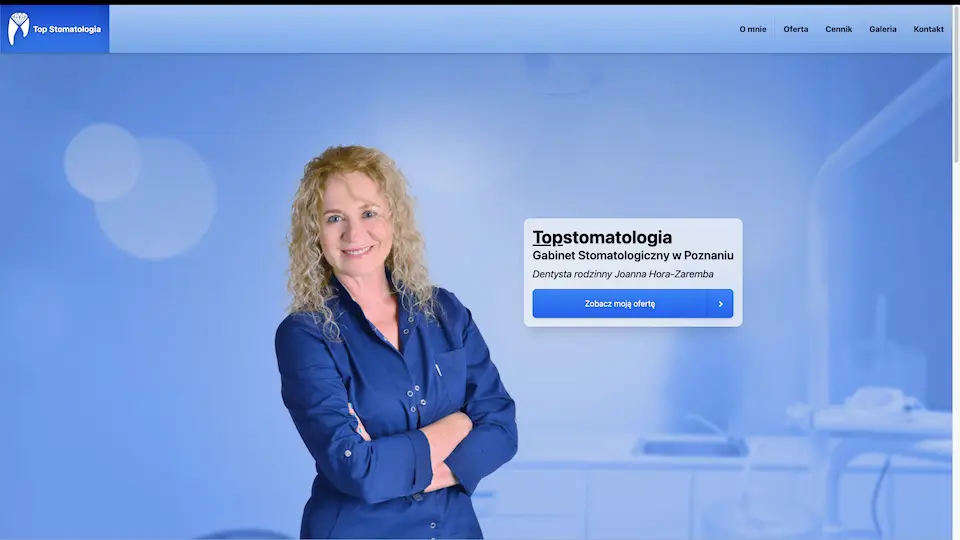 Top Stomatologia
O mnie
Oferta
Cennik
Galeria
Kontakt
Topstomatologia
Gabinet Stomatologiczny w Poznaniu
Dentysta rodzinny Joanna Hora-Zaremba
Zobacz moją ofertę